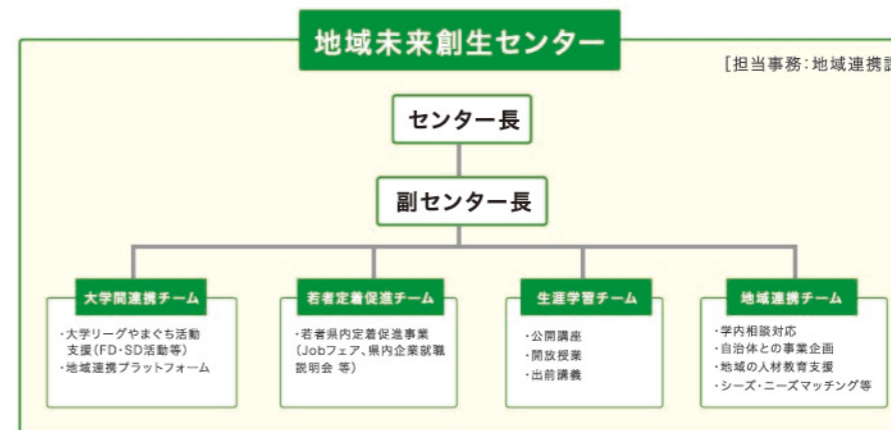 地域未来創生センター
[担当事務:地域連携課
センター長
副センター長
大学間連携チーム
・大学リーグやまぐち活動
支援(FD・SD活動等)
・地域連携プラットフォーム
若者定着促進チーム
・若者県内定着促進事業
(Jobフェア、県内企業就職
説明会 等)
生涯学習チーム
・公開講座
・開放授業
・出前講義
地域連携チーム
・学内相談対応
・自治体との事業企画
・地域の人材教育支援
・シーズ・ニーズマッチング等